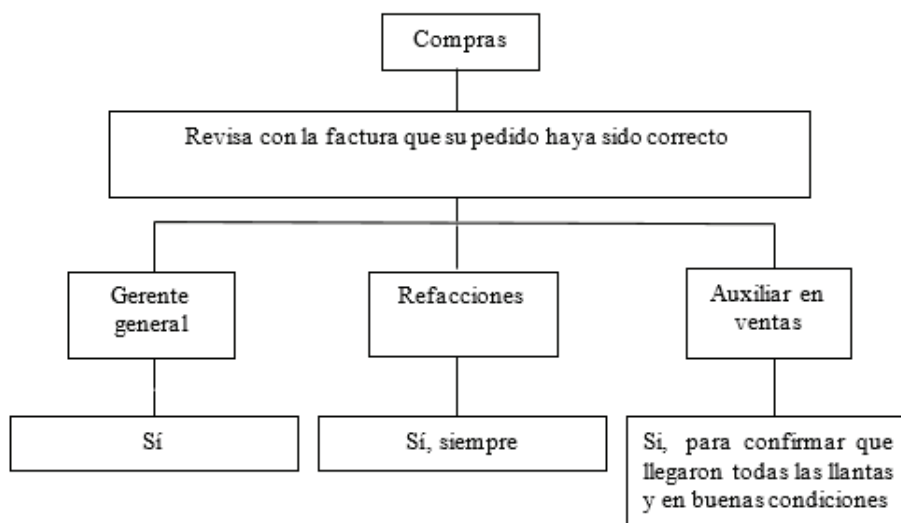 Compras
Revisa con la factura que su pedido haya sido correcto
Gerente
general
Refacciones
Auxiliar en
ventas
Sí
Sí, siempre
Si, para confirmar que
llegaron todas las llantas
y en buenas condiciones